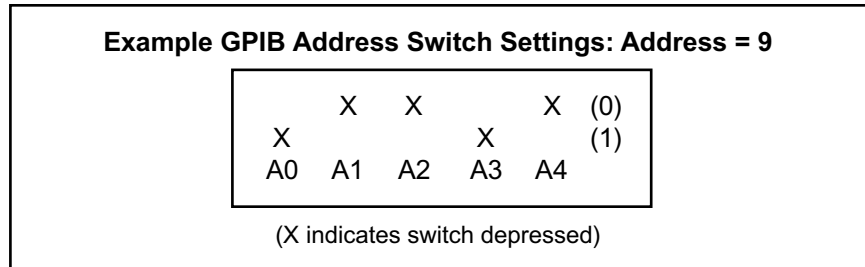 Example GPIB Address Switch Settings: Address = 9
X X X (0)
X X (1)
A0 A1 A2 A3 A4
(X indicates switch depressed)